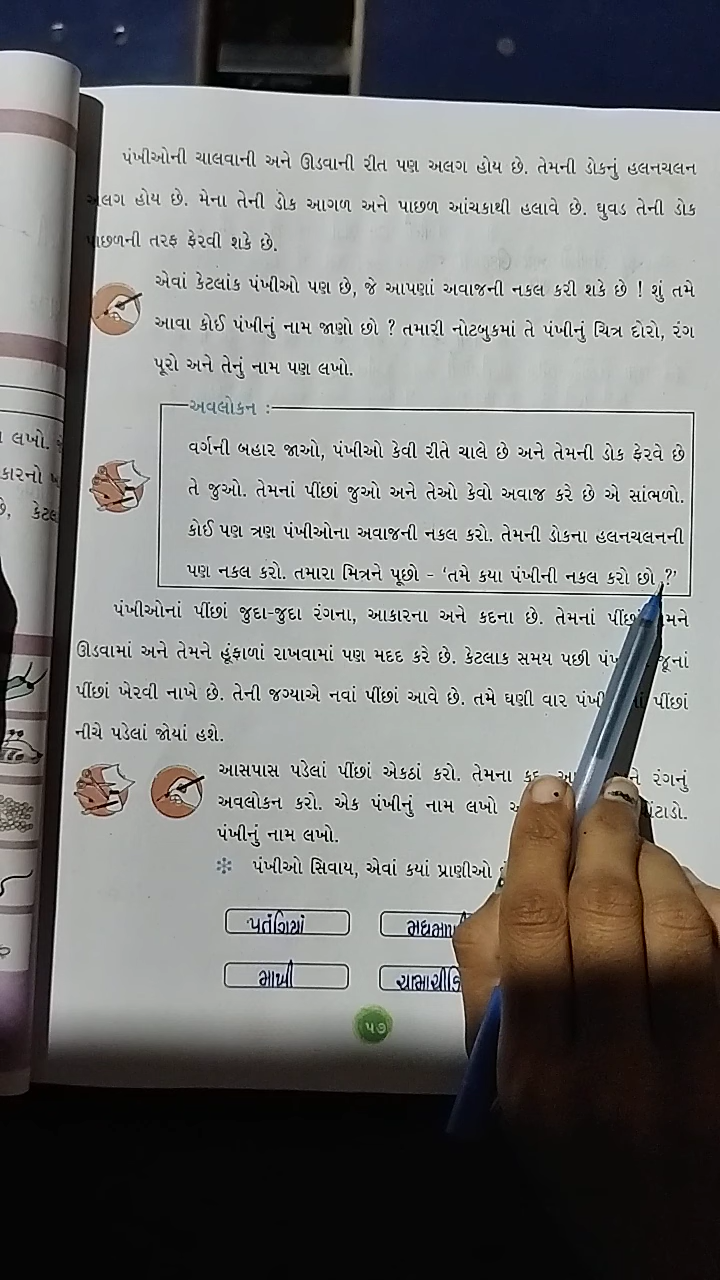 પંખીઓની ચાલવાની અને ઊડવાની રીત પણ અલગ હોય છે. તેમની ડોકનું હલનચલન
અલગ હોય છે. મેના તેની ડોક આગળ અને પાછળ આંચકાથી હલાવે છે. ઘુવડ તેની ડોક
પાછળની તરફ ફેરવી શકે છે.
એવાં કેટલાંક પંખીઓ પણ છે, જે આપણાં અવાજની નકલ કરી શકે છે ! શું તમે
આવા કોઈ પંખીનું નામ જાણો છો ? તમારી નોટબુકમાં તે પંખીનું ચિત્ર દોરો, રંગ
પૂરો અને તેનું નામ પણ લખો.
અવલોકન :
વર્ગની બહાર જાઓ, પંખીઓ કેવી રીતે ચાલે છે અને તેમની ડોક ફેરવે છે
તે જુઓ. તેમનાં પીંછાં જુઓ અને તેઓ કેવો અવાજ કરે છે એ સાંભળો.
કોઈ પણ ત્રણ પંખીઓના અવાજની નકલ કરો. તેમની ડોકના હલનચલનની
પણ નકલ કરો. તમારા મિત્રને પૂછો - ‘તમે કયા પંખીની નકલ કરો છો ?’
પંખીઓનાં પીંછાં જુદા-જુદા રંગના, આકારના અને કદના છે. તેમનાં પીંછાં
ઊડવામાં અને તેમને હૂંફાળાં રાખવામાં પણ મદદ કરે છે. કેટલાક સમય પછી જૂનાં
પીંછાં ખેરવી નાખે છે. તેની જગ્યાએ નવાં પીંછાં આવે છે. તમે ઘણી વાર પીંછાં
નીચે પડેલાં જોયાં હશે.
આસપાસ પડેલાં પીંછાં એકઠાં કરો. તેમના રંગનું
અવલોકન કરો. એક પંખીનું નામ લખો
પંખીનું નામ લખો.
❇ પંખીઓ સિવાય, એવાં કયાં પ્રાણીઓ
પતંગિયાં
માખી
૫૭
લખો.
કારનો
છે,